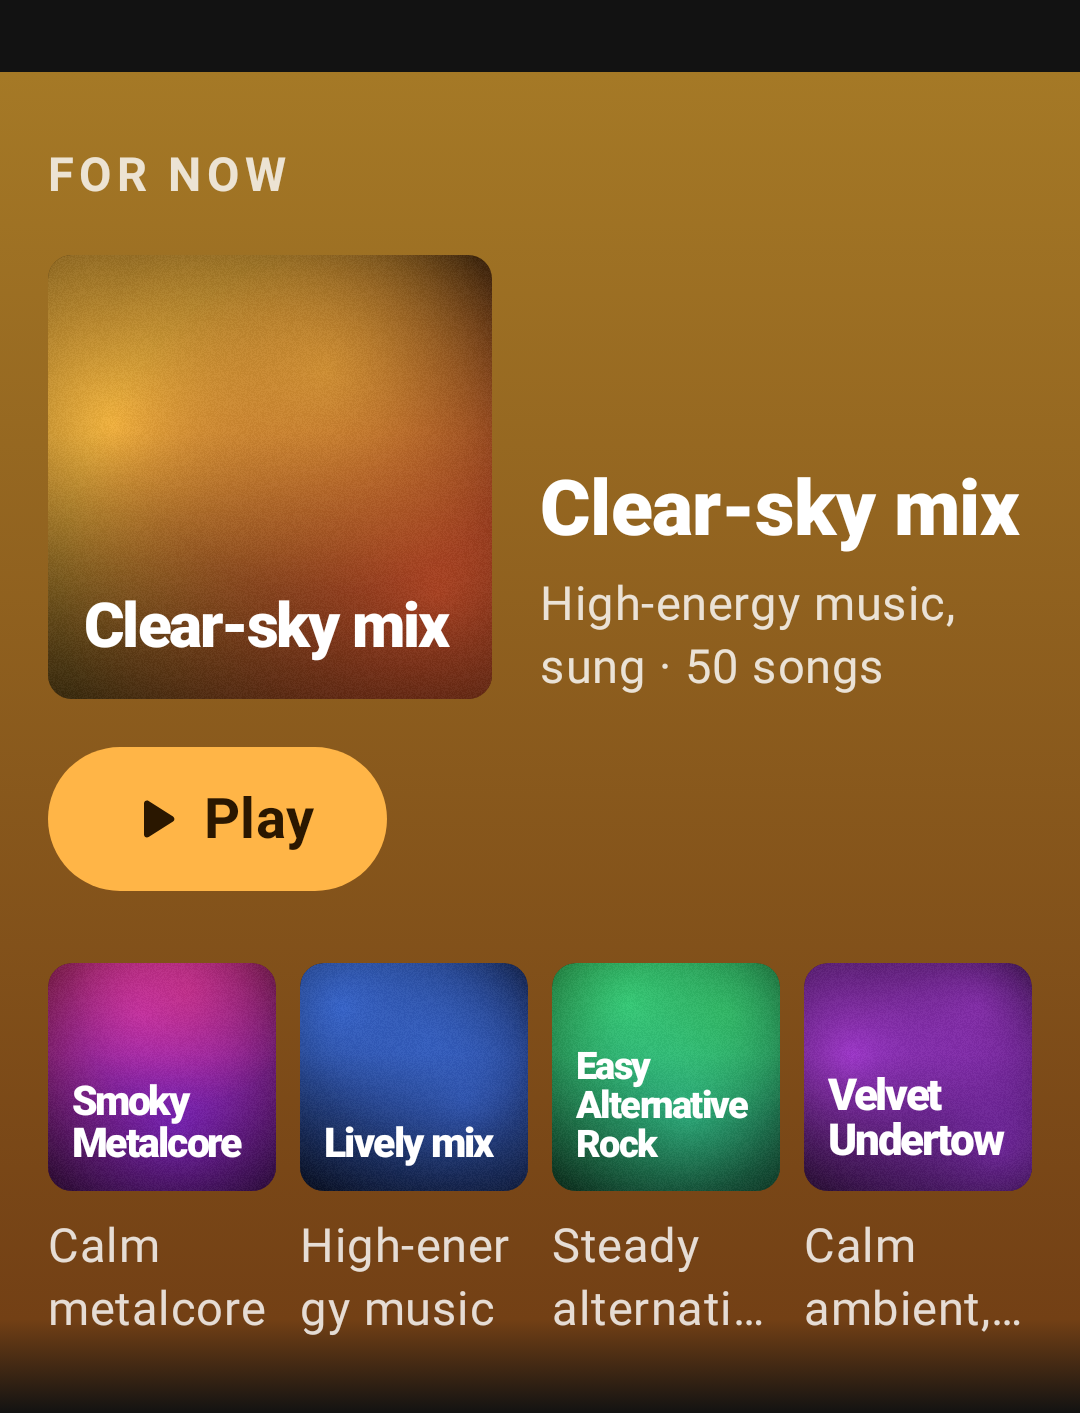 FOR NOW
Clear-sky mix
Clear-sky mix
High-energy music,
sung · 50 songs
Play
Smoky
Metalcore
Lively mix
Easy
Alternative
Rock
Velvet
Undertow
Calm
metalcore
High-ener
gy music
Steady
alternati…
Calm
ambient,…